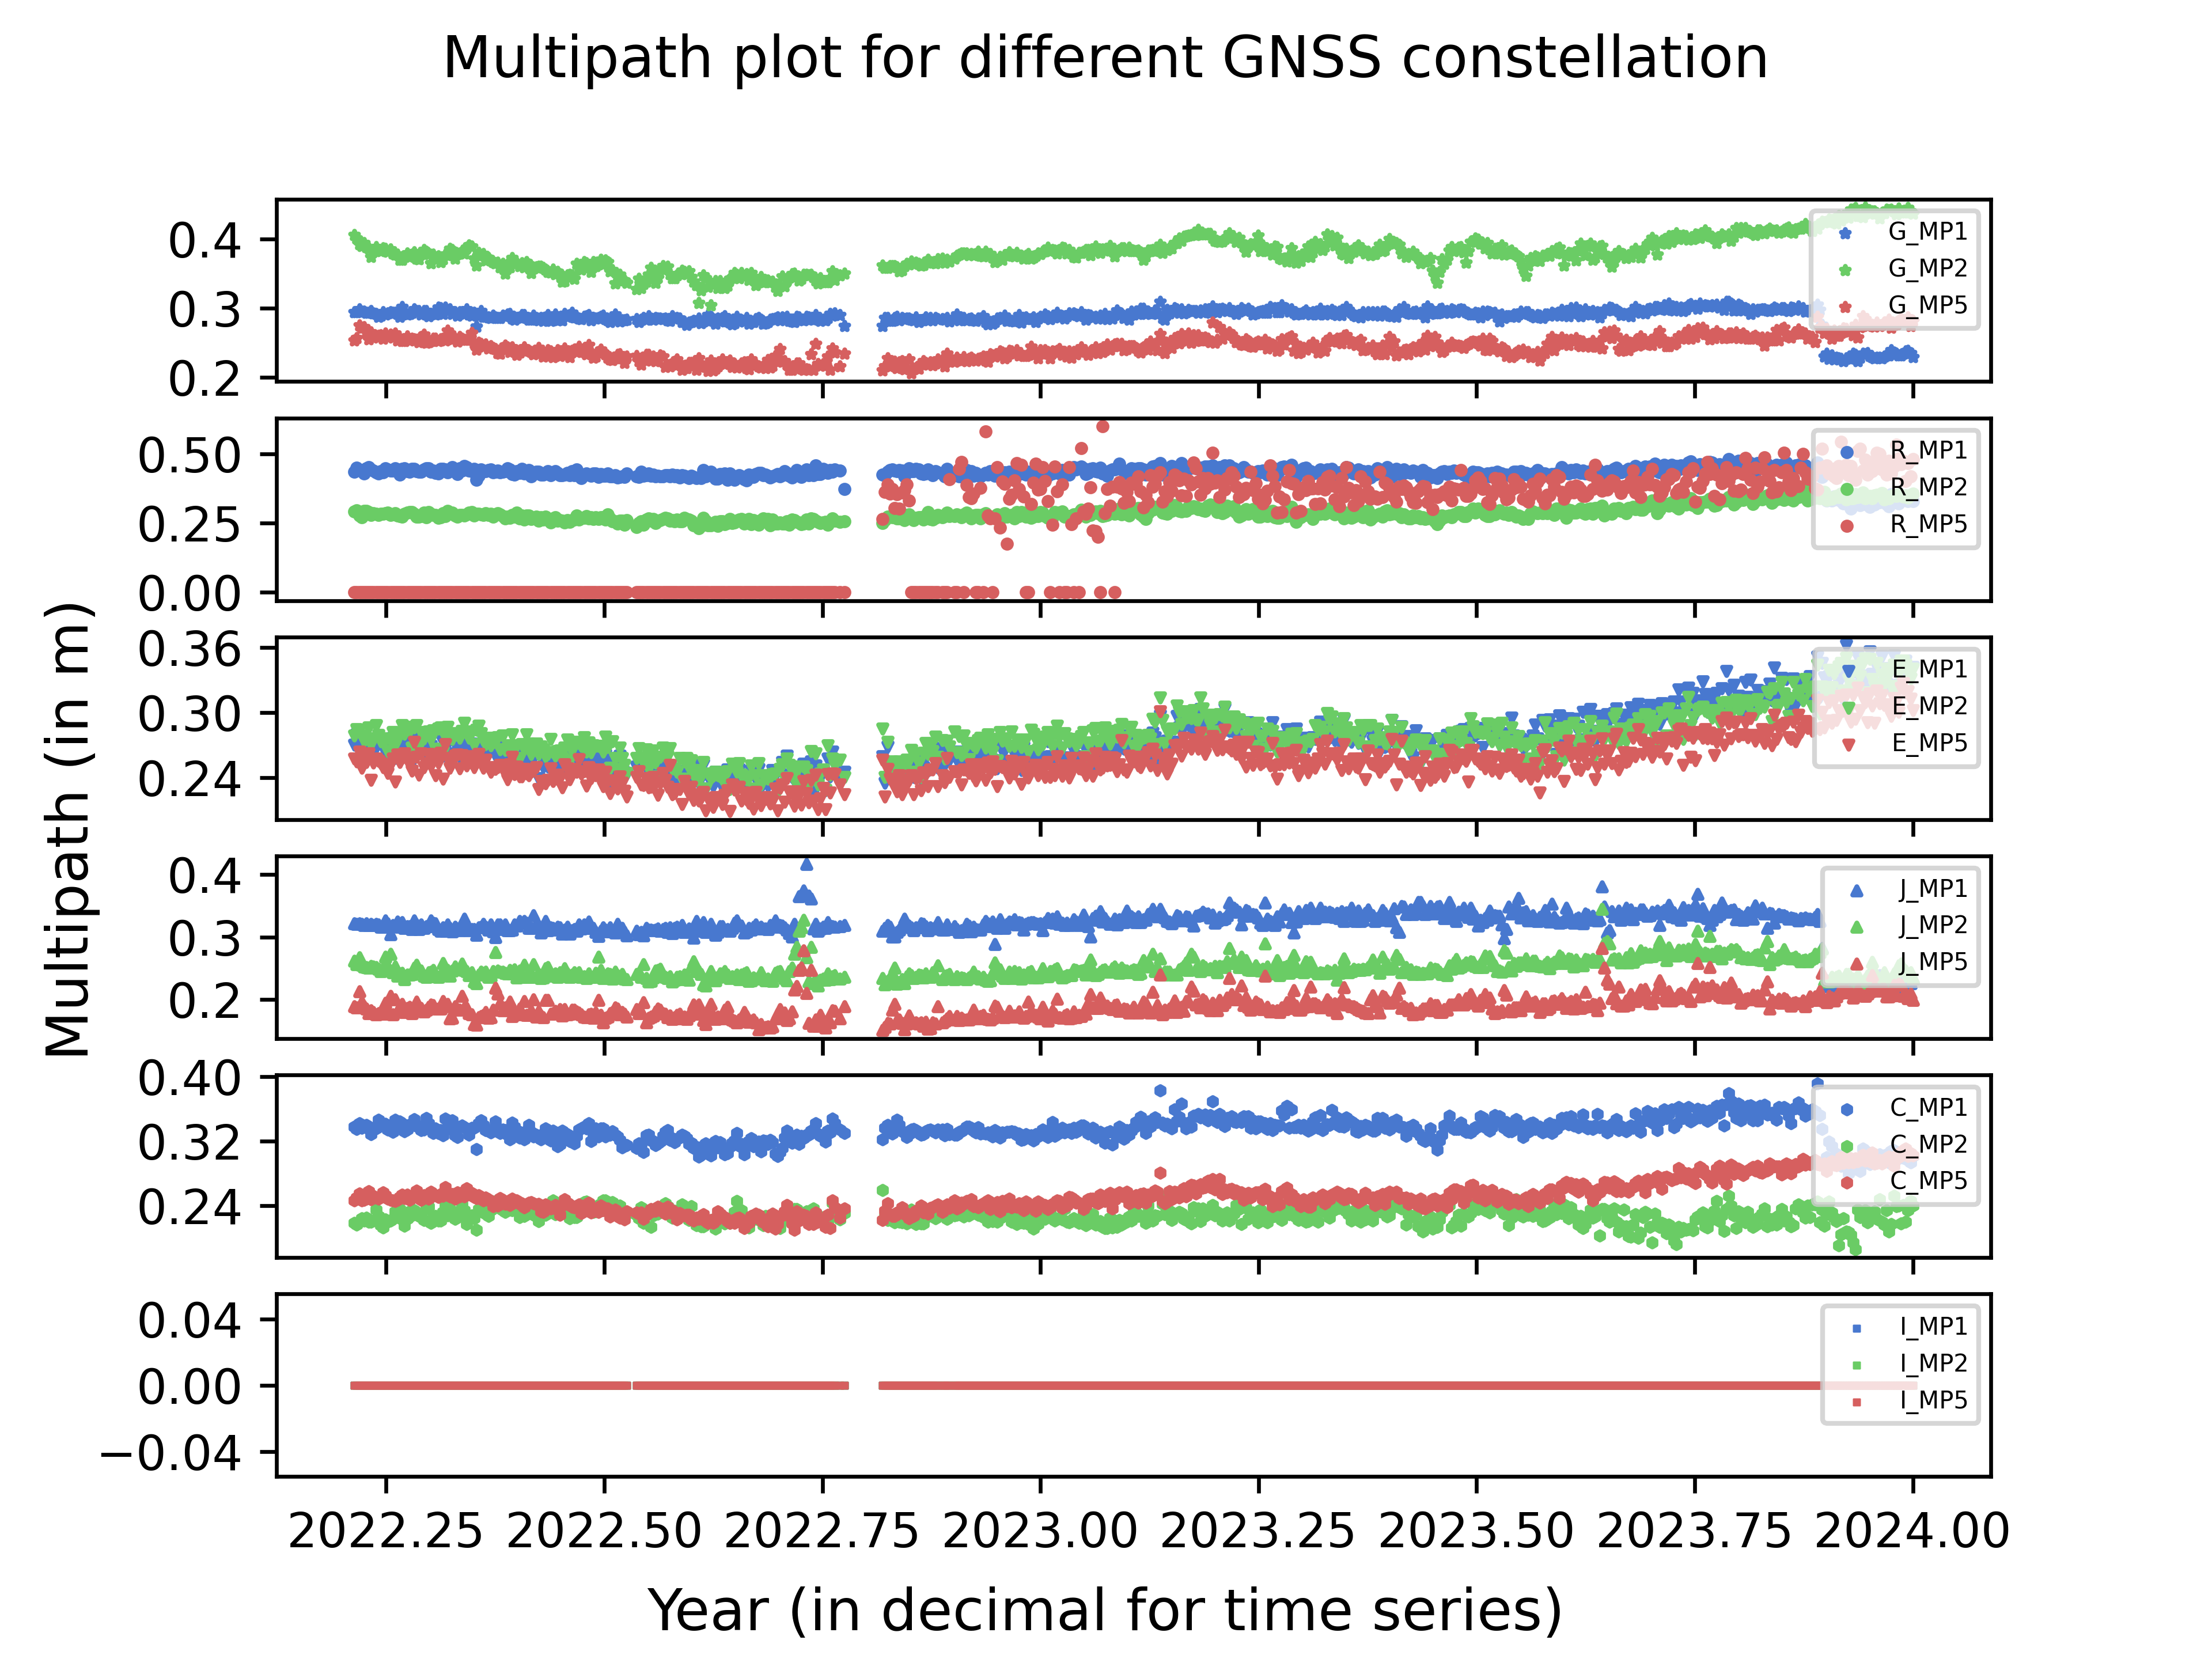 Multipath plot for different GNSS constellation
0.4
0.3
0.2
G_MP1
G_MP2
G_MP5
0.50
0.25
0.00
R_MP1
R_MP2
R_MP5
0.36
0.30
0.24
E_MP1
E_MP2
E_MP5
0.4
0.3
0.2
J_MP1
J_MP2
J_MP5
0.40
0.32
0.24
C_MP1
C_MP2
C_MP5
0.04
0.00
−0.04
I_MP1
I_MP2
I_MP5
Multipath (in m)
2022.25 2022.50 2022.75 2023.00 2023.25 2023.50 2023.75 2024.00
Year (in decimal for time series)